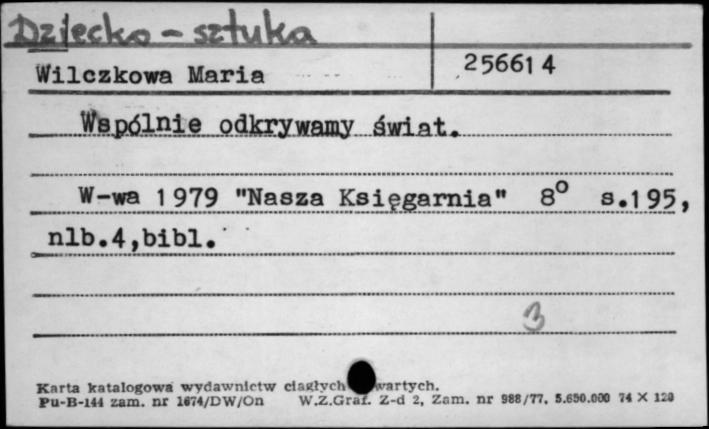 Dziecko - sztuka
Wilczkowa Maria 256614
Wspólnie odkrywamy świat.
W-wa 1979 "Nasza Księgarnia" 8° s.195,
nlb.4,bibl.
3
Karta katalogowa wydawnictw ciągłych wartych.
Pu-B-144 zam. nr 1674/DW/On W.Z.Graf. Z-d 2, Zam. nr 988/77. 5.650.000 74 X 123